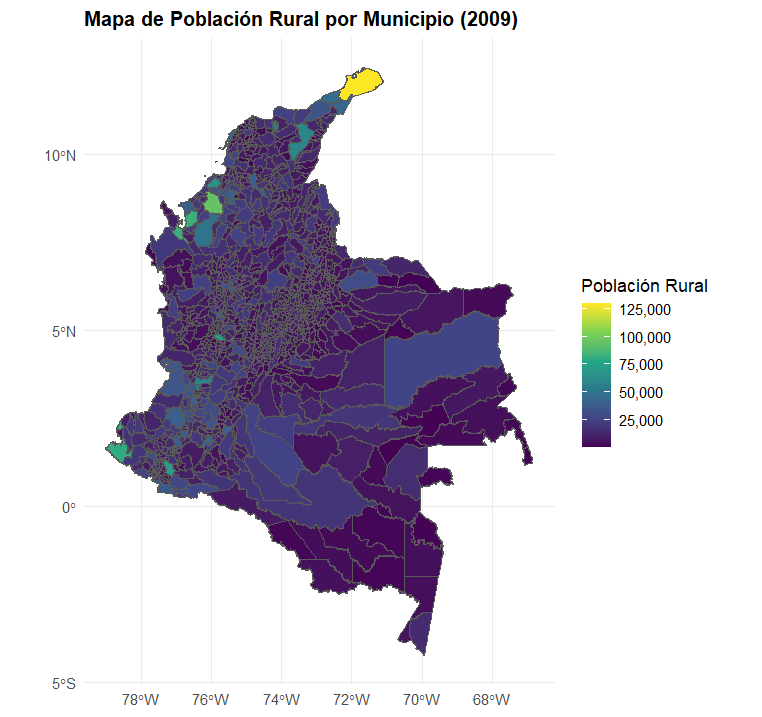 Mapa de Población Rural por Municipio (2009)
10°N
5°N
0°
5°S
78°W
76°W
74°W
72°W
70°W
68°W
Población Rural
125,000
100,000
75,000
50,000
25,000